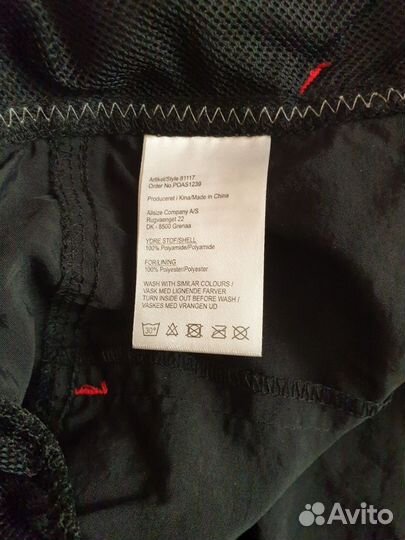 Artikel/Style 81117
Order No.POAS1239
Produceret i Kina/Made in China
Allsize Company A/S
Rugvaenget 22
DK - 8500 Grenaa
YDRE STOF/SHELL
100% Polyamide/Polyamide
FOR/LINING
100% Polyester/Polyester
WASH WITH SIMILAR COLOURS /
VASK MED LIGNENDE FARVER
TURN INSIDE OUT BEFORE WASH /
VASKES MED VRANGEN UD
30°
Avito